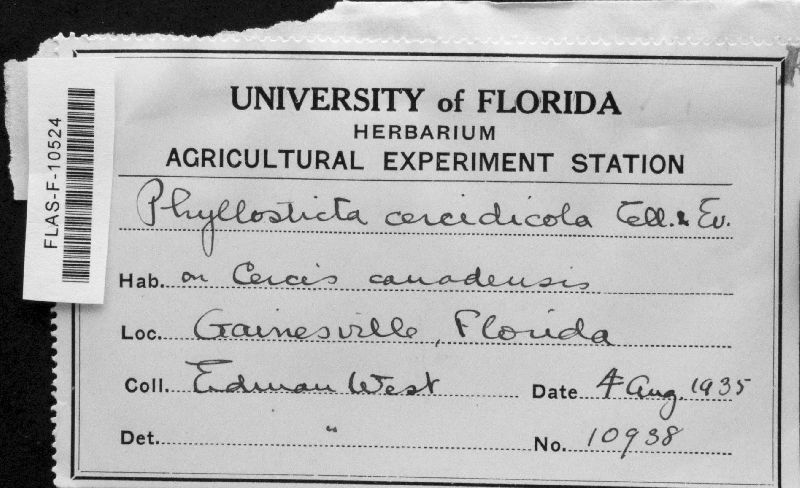 FLAS-F-10524
UNIVERSITY of FLORIDA
HERBARIUM
AGRICULTURAL EXPERIMENT STATION
Phyllosticta cercidicola Ell. & Ev.
Hab. on Cercis canadensis
Loc. Gainesville, Florida
Coll. Erdman West Date 4 Aug. 1935
Det. " No. 10938